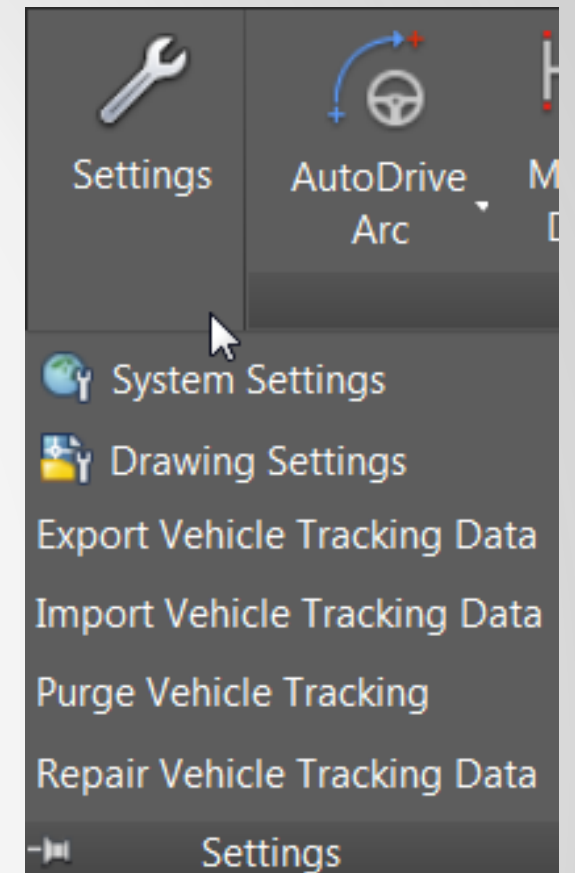 Settings
AutoDrive
Arc
System Settings
Drawing Settings
Export Vehicle Tracking Data
Import Vehicle Tracking Data
Purge Vehicle Tracking
Repair Vehicle Tracking Data
Settings